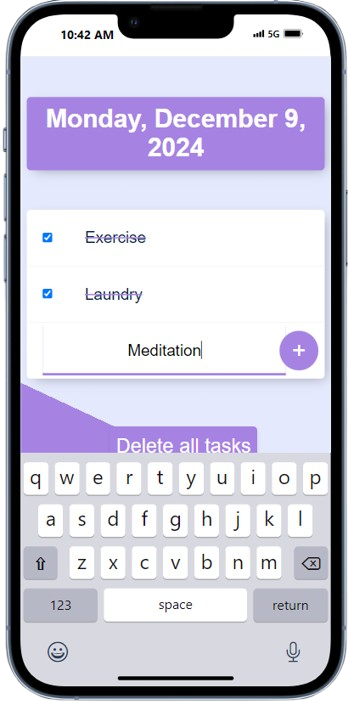 10:42 AM 5G
Monday, December 9,
2024
Exercise
Laundry
Meditation +
Delete all tasks
q w e r t y u i o p
a s d f g h j k l
z x c v b n m
123 space return